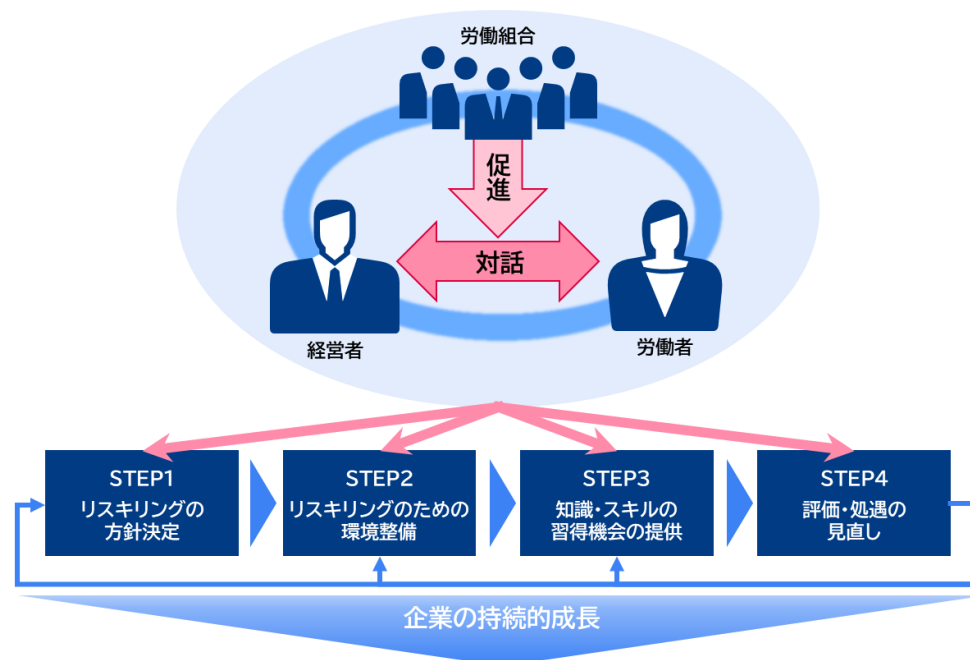 労働組合
促
進
対話
経営者
労働者
STEP1
リスキリングの
方針決定
STEP2
リスキリングのための
環境整備
STEP3
知識・スキルの
習得機会の提供
STEP4
評価・処遇の
見直し
企業の持続的成長